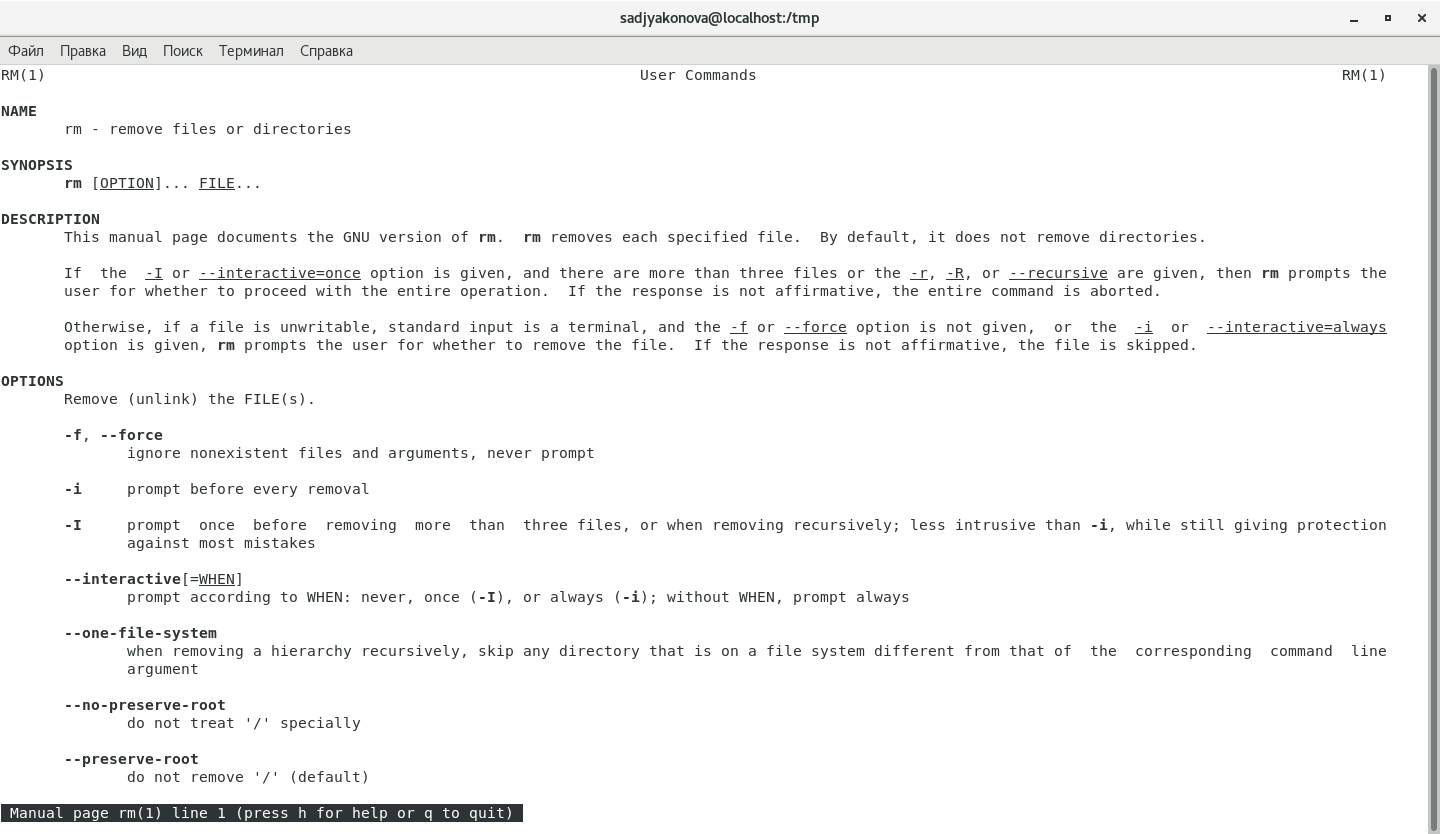 sadjyakonova@localhost:/tmp
Файл Правка Вид Поиск Терминал Справка
RM(1) User Commands RM(1)
NAME
rm - remove files or directories
SYNOPSIS
rm [OPTION]... FILE...
DESCRIPTION
This manual page documents the GNU version of rm.  rm removes each specified file.  By default, it does not remove directories.
If  the  -I or --interactive=once option is given, and there are more than three files or the -r, -R, or --recursive are given, then rm prompts the
user for whether to proceed with the entire operation.  If the response is not affirmative, the entire command is aborted.
Otherwise, if a file is unwritable, standard input is a terminal, and the -f or --force option is not given,  or  the  -i  or  --interactive=always
option is given, rm prompts the user for whether to remove the file.  If the response is not affirmative, the file is skipped.
OPTIONS
Remove (unlink) the FILE(s).
-f, --force
ignore nonexistent files and arguments, never prompt
-i     prompt before every removal
-I     prompt  once  before  removing  more  than  three files, or when removing recursively; less intrusive than -i, while still giving protection
against most mistakes
--interactive[=WHEN]
prompt according to WHEN: never, once (-I), or always (-i); without WHEN, prompt always
--one-file-system
when removing a hierarchy recursively, skip any directory that is on a file system different from that of  the  corresponding  command  line
argument
--no-preserve-root
do not treat '/' specially
--preserve-root
do not remove '/' (default)
Manual page rm(1) line 1 (press h for help or q to quit)